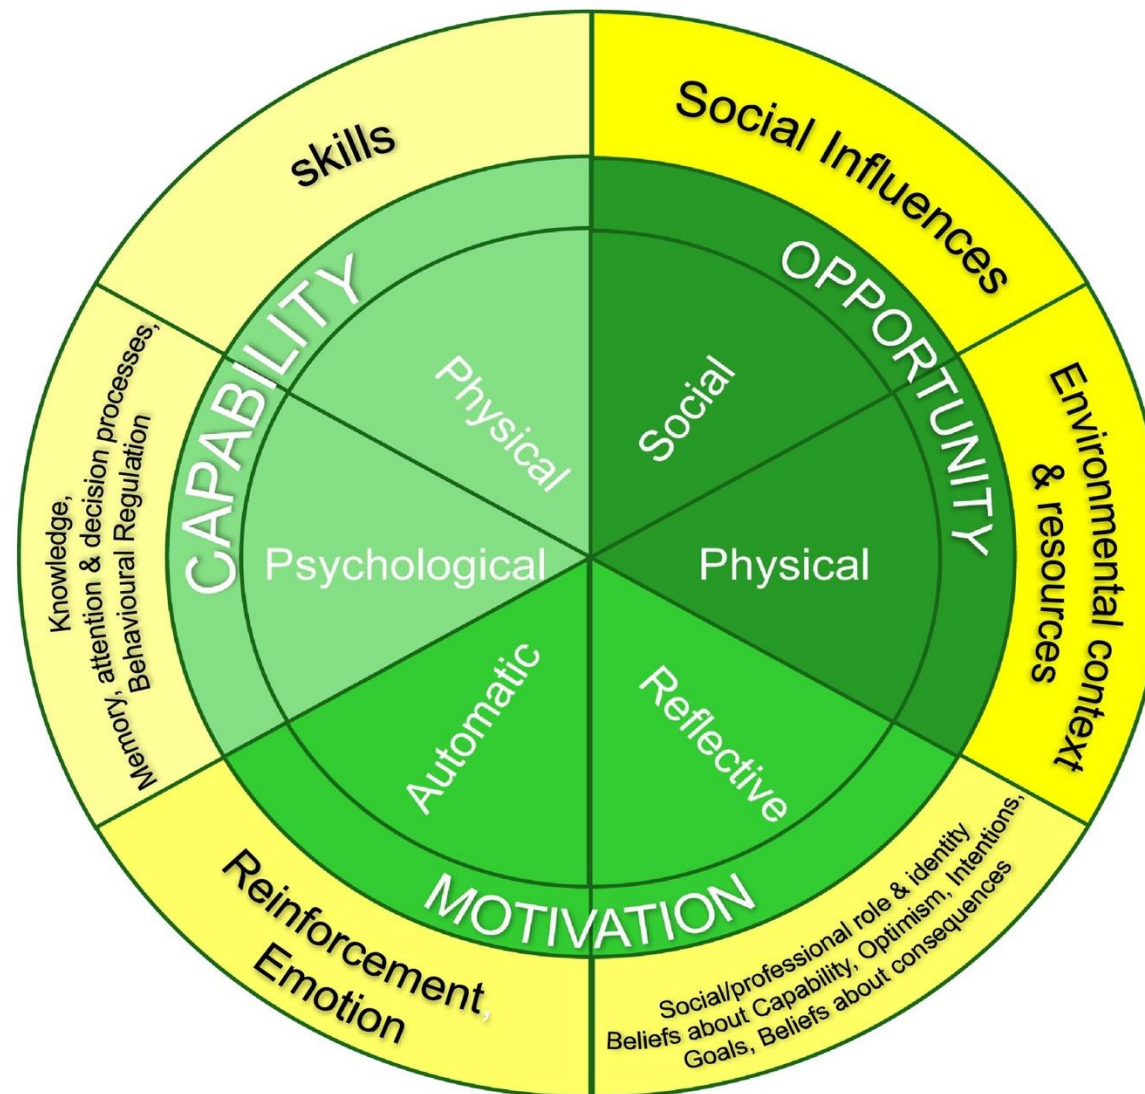 skills
Social Influences
CAPABILITY
OPPORTUNITY
Physical
Social
Environmental context
& resources
Knowledge,
Memory, attention & decision processes,
Behavioural Regulation
Psychological
Physical
Automatic
Reflective
MOTIVATION
Reinforcement,
Emotion
Social/professional role & identity
Beliefs about Capability, Optimism, Intentions,
Goals, Beliefs about consequences